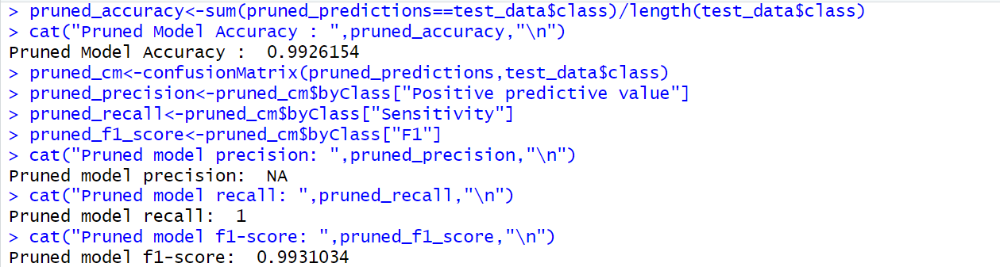 > pruned_accuracy<-sum(pruned_predictions==test_data$class)/length(test_data$class)
> cat("Pruned Model Accuracy : ",pruned_accuracy,"\n")
Pruned Model Accuracy :  0.9926154
> pruned_cm<-confusionMatrix(pruned_predictions,test_data$class)
> pruned_precision<-pruned_cm$byClass["Positive predictive value"]
> pruned_recall<-pruned_cm$byClass["Sensitivity"]
> pruned_f1_score<-pruned_cm$byClass["F1"]
> cat("Pruned model precision: ",pruned_precision,"\n")
Pruned model precision:  NA
> cat("Pruned model recall: ",pruned_recall,"\n")
Pruned model recall:  1
> cat("Pruned model f1-score: ",pruned_f1_score,"\n")
Pruned model f1-score:  0.9931034